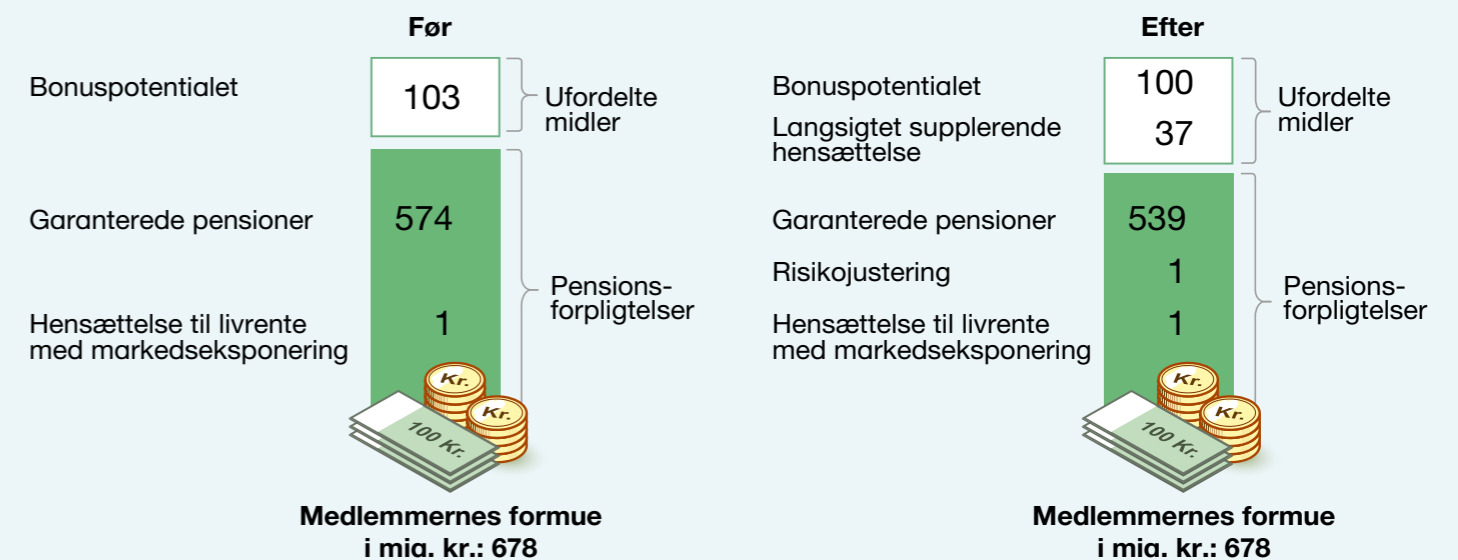 Før
Bonuspotentialet
103
Ufordelte
midler
Garanterede pensioner
574
Pensions-
forpligtelser
Hensættelse til livrente
med markedseksponering
1
Kr.
Kr.
100 Kr.
Medlemmernes formue
i mia. kr.: 678
Efter
Bonuspotentialet
100
Langsigtet supplerende
hensættelse
37
Ufordelte
midler
Garanterede pensioner
539
Risikojustering
1
Pensions-
forpligtelser
Hensættelse til livrente
med markedseksponering
1
Kr.
Kr.
100 Kr.
Medlemmernes formue
i mia. kr.: 678